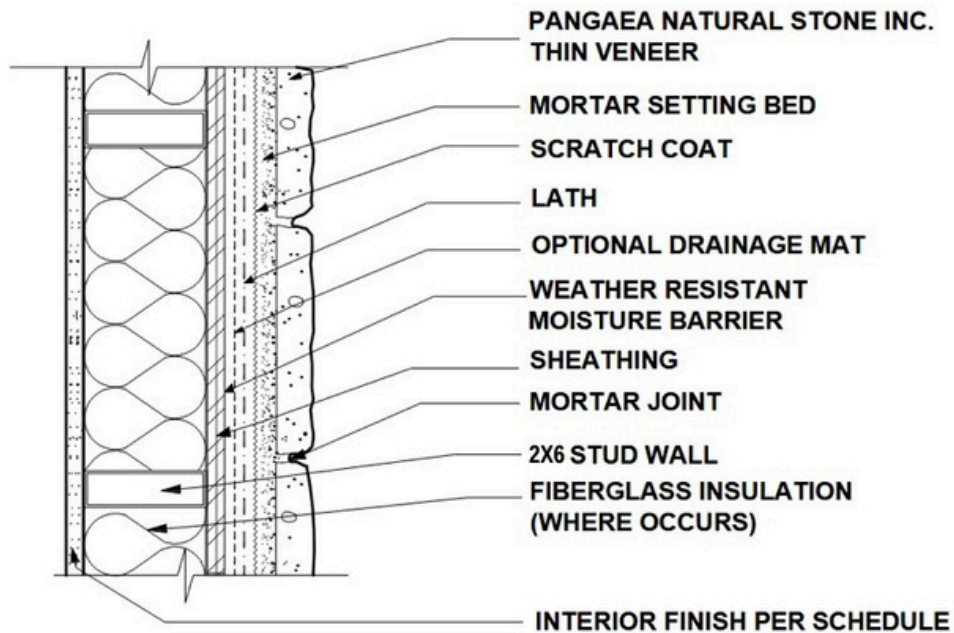 PANGAEA NATURAL STONE INC.
THIN VENEER
MORTAR SETTING BED
SCRATCH COAT
LATH
OPTIONAL DRAINAGE MAT
WEATHER RESISTANT
MOISTURE BARRIER
SHEATHING
MORTAR JOINT
2X6 STUD WALL
FIBERGLASS INSULATION
(WHERE OCCURS)
INTERIOR FINISH PER SCHEDULE